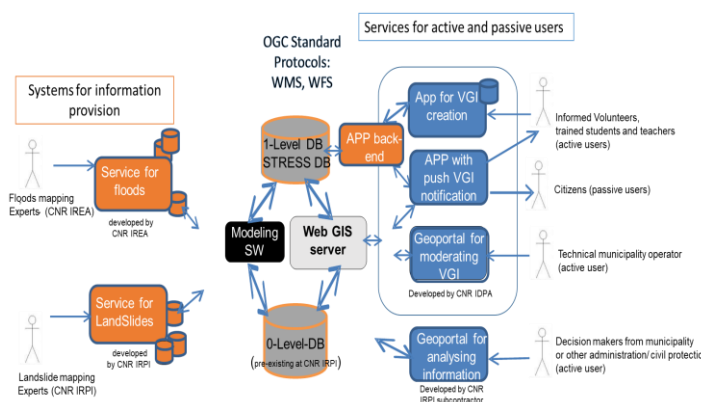 Services for active and passive users
OGC Standard
Protocols:
WMS, WFS
Systems for information
provision
Floods mapping
Experts (CNR IREA)
Service for
floods
developed by
CNR IREA
Landslide mapping
Experts (CNR IRPI)
Service for
LandSlides
developed
by CNR IRPI
1-Level DB
STRESS DB
Modeling
SW
Web GIS
server
0-Level-DB
(pre-existing at CNR IRPI)
APP back-
end
App for VGI
creation
APP with
push VGI
notification
Geoportal for
moderating
VGI
Developed by CNR IDPA
Geoportal for
analysing
information
Developed by CNR
IRPI subcontractor
Informed Volunteers,
trained students and teachers
(active users)
Citizens (passive users)
Technical municipality operator
(active user)
Decision makers from municipality
or other administration/ civil protectic
(active user)